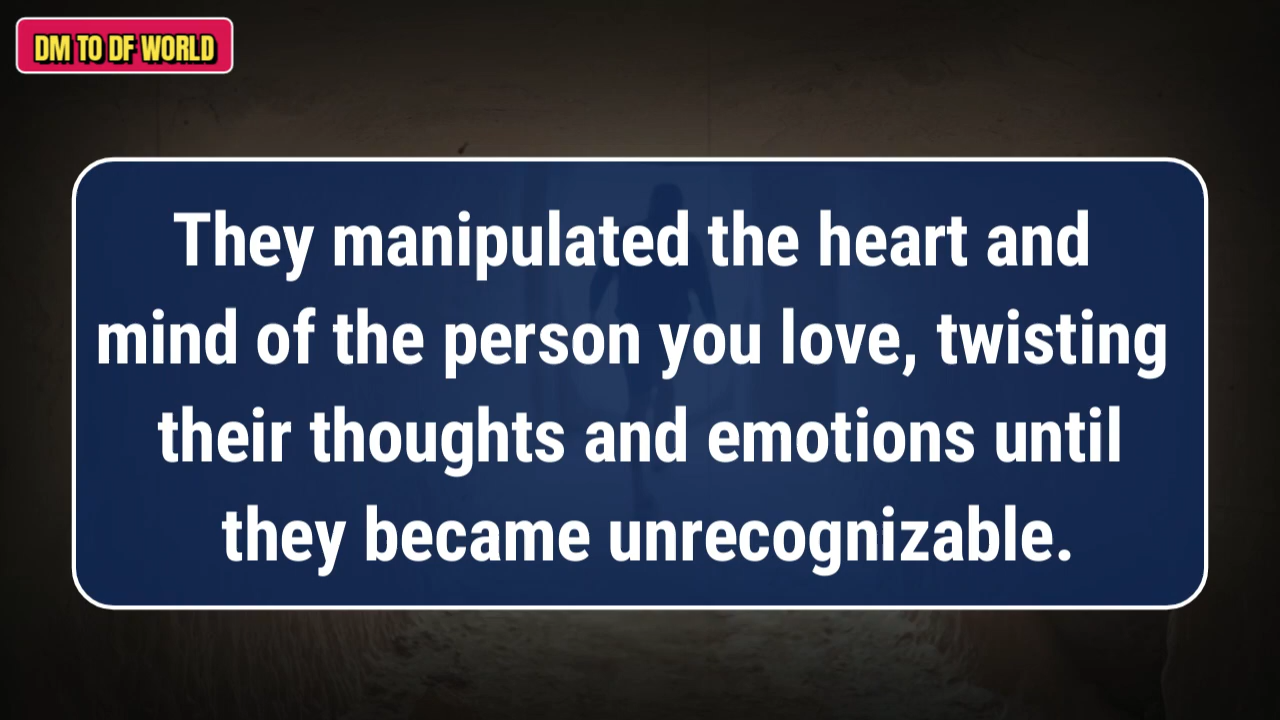 DM TO DF WORLD
They manipulated the heart and
mind of the person you love, twisting
their thoughts and emotions until
they became unrecognizable.